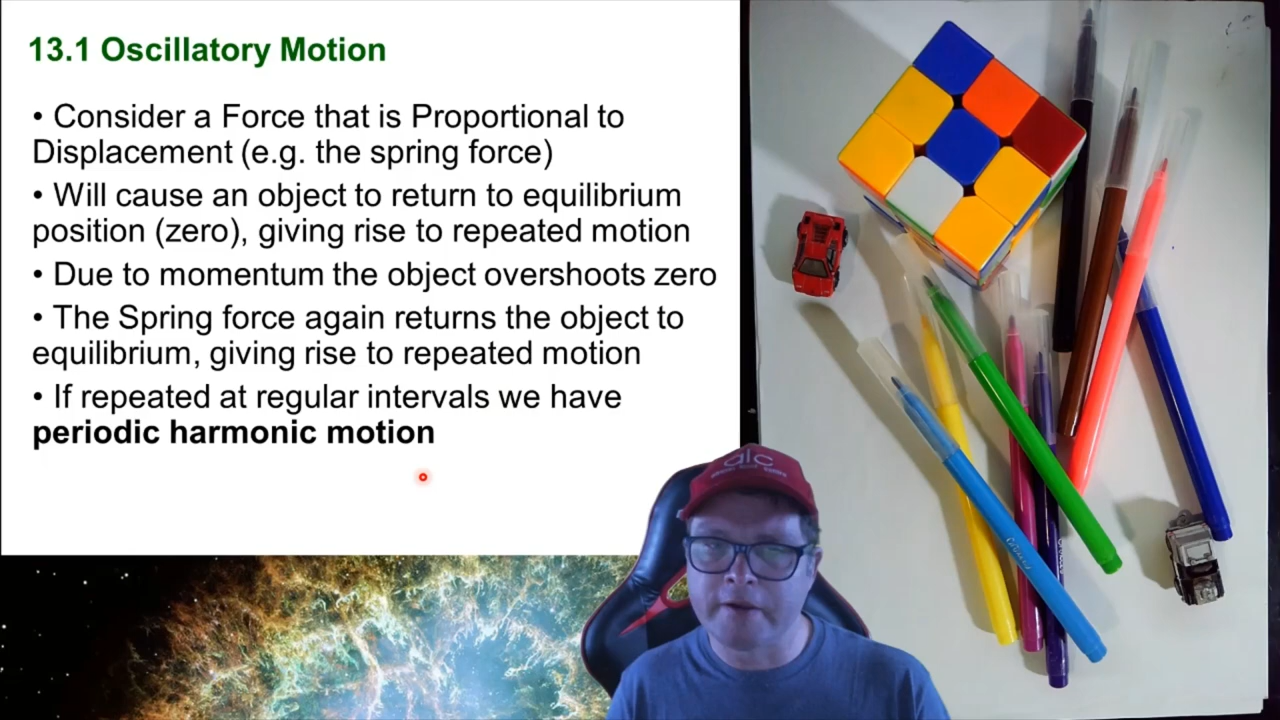 13.1 Oscillatory Motion
• Consider a Force that is Proportional to
Displacement (e.g. the spring force)
• Will cause an object to return to equilibrium
position (zero), giving rise to repeated motion
• Due to momentum the object overshoots zero
• The Spring force again returns the object to
equilibrium, giving rise to repeated motion
• If repeated at regular intervals we have
periodic harmonic motion
alc